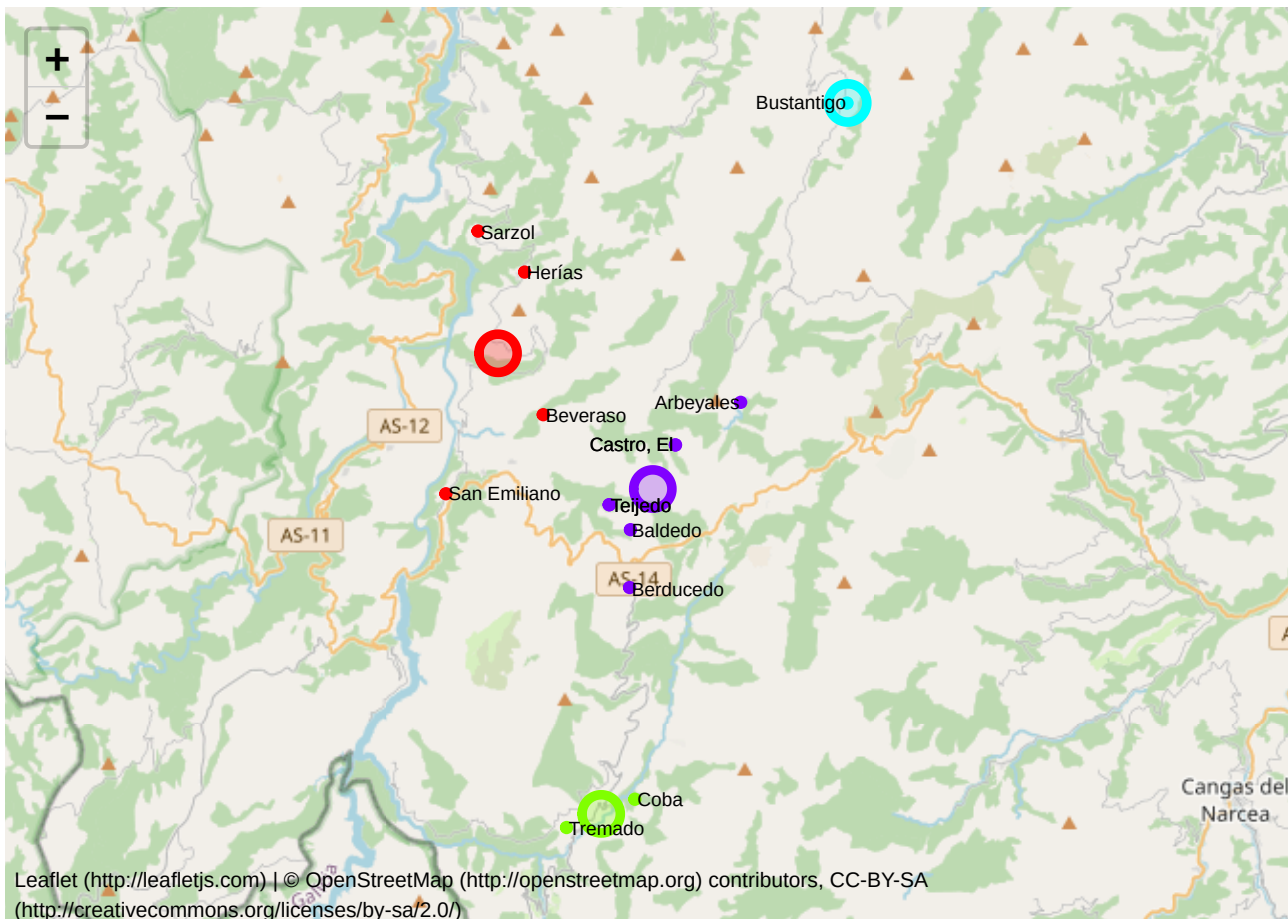 +
−
Bustantigo
Sarzol
Herías
Arbeyales
Beveraso
AS-12
Castro, El
San Emiliano
Teijedo
AS-11
Baldedo
AS-14
Berducedo
A
Cangas del
Narcea
Coba
Tremado
Galicia
Leaflet (http://leafletjs.com) | © OpenStreetMap (http://openstreetmap.org) contributors, CC-BY-SA
(http://creativecommons.org/licenses/by-sa/2.0/)